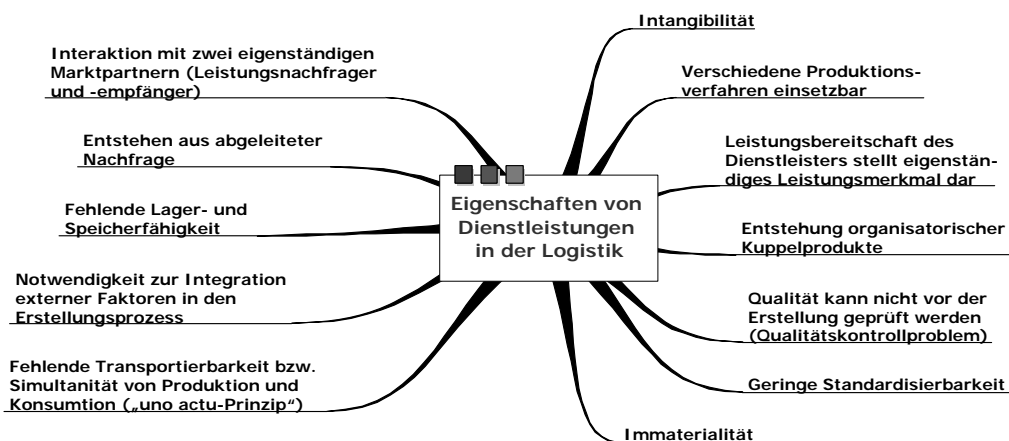 Intangibilität
Interaktion mit zwei eigenständigen
Marktpartnern (Leistungsnachfrager
und -empfänger)
Verschiedene Produktions-
verfahren einsetzbar
Entstehen aus abgeleiteter
Nachfrage
Leistungsbereitschaft des
Dienstleisters stellt eigenstän-
diges Leistungsmerkmal dar
Eigenschaften von
Dienstleistungen
in der Logistik
Fehlende Lager- und
Speicherfähigkeit
Entstehung organisatorischer
Kuppelprodukte
Notwendigkeit zur Integration
externer Faktoren in den
Erstellungsprozess
Qualität kann nicht vor der
Erstellung geprüft werden
(Qualitätskontrollproblem)
Fehlende Transportierbarkeit bzw.
Simultanität von Produktion und
Konsumtion („uno actu-Prinzip“)
Geringe Standardisierbarkeit
Immaterialität